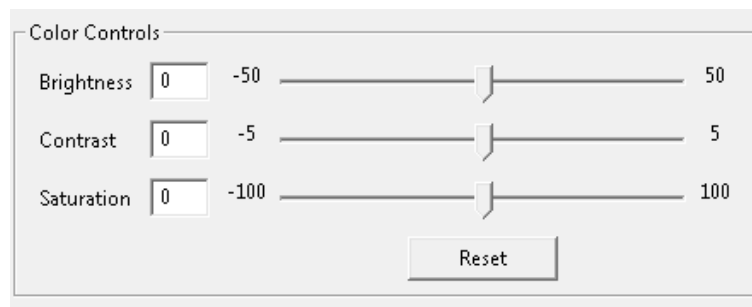 Color Controls
Brightness 0 -50 50
Contrast 0 -5 5
Saturation 0 -100 100
Reset